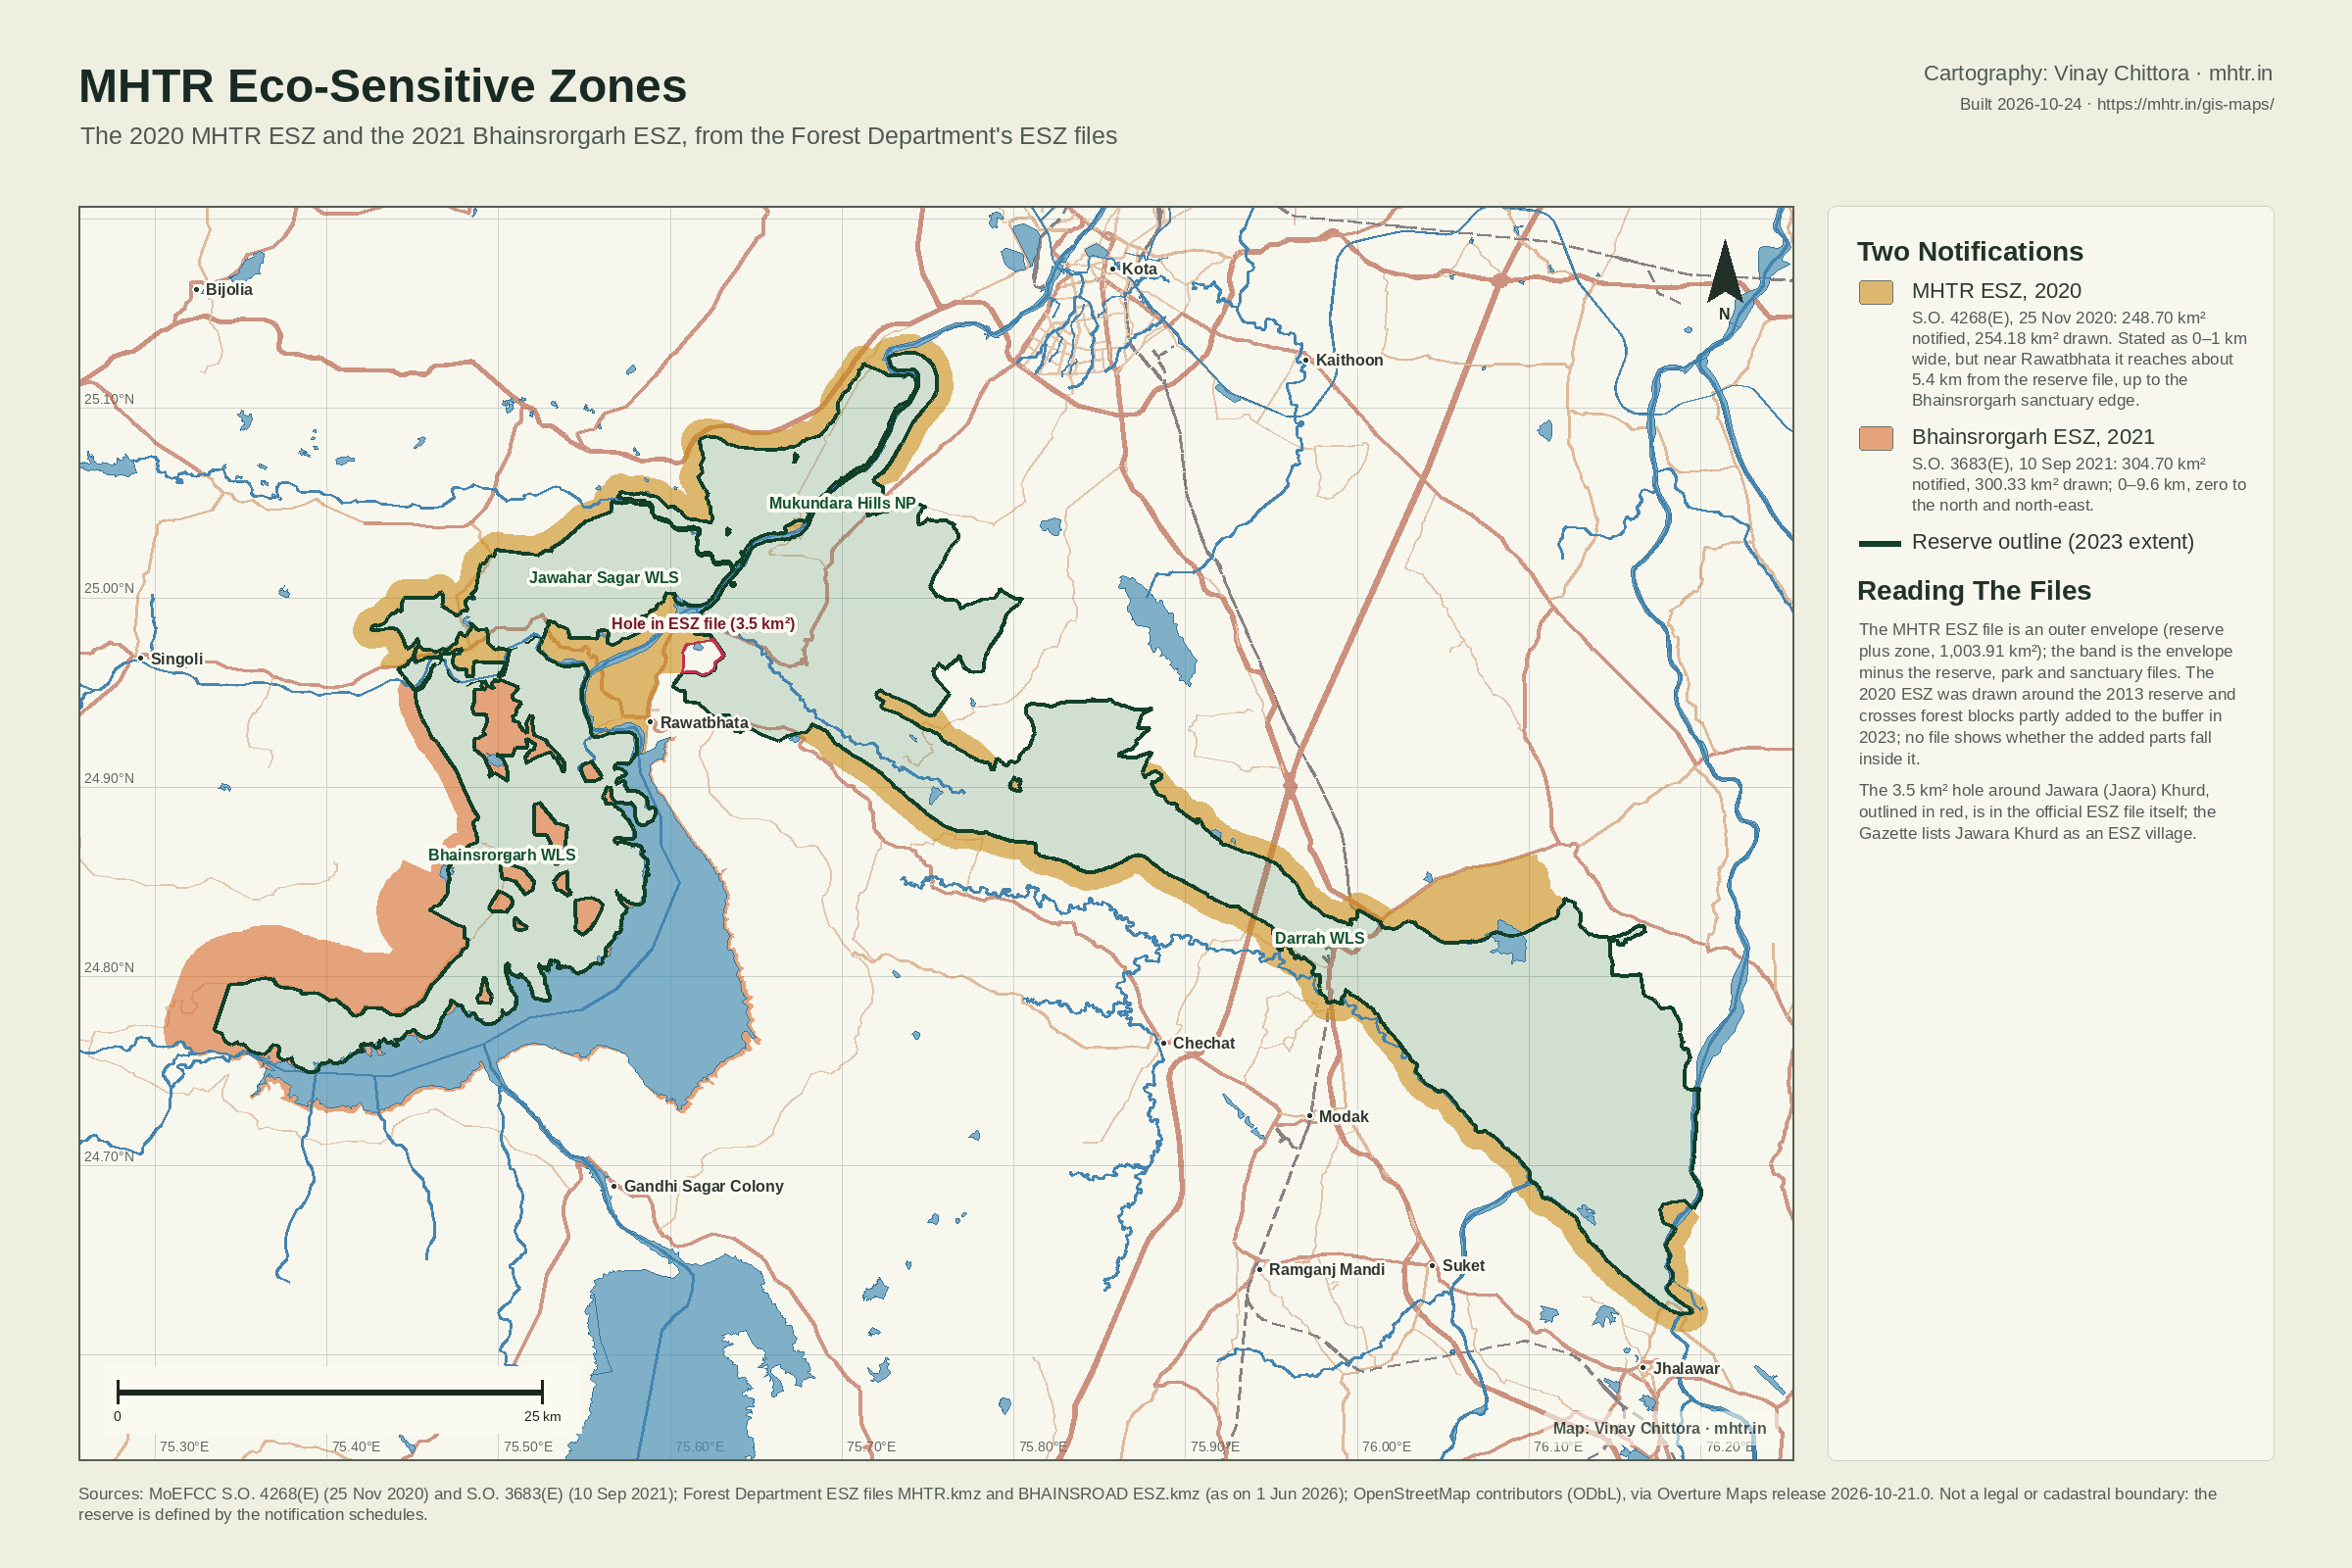 MHTR Eco-Sensitive Zones
The 2020 MHTR ESZ and the 2021 Bhainsrorgarh ESZ, from the Forest Department's ESZ files
Cartography: Vinay Chittora · mhtr.in
Built 2026-10-24 · https://mhtr.in/gis-maps/
Kota
Bijolia
N
Kaithoon
25.10°N
Mukundara Hills NP
Jawahar Sagar WLS
25.00°N
Hole in ESZ file (3.5 km²)
Singoli
Rawatbhata
24.90°N
Bhainsrorgarh WLS
Darrah WLS
24.80°N
Chechat
Modak
24.70°N
Gandhi Sagar Colony
Ramganj Mandi
Suket
Jhalawar
0
25 km
Map: Vinay Chittora · mhtr.in
75.30°E
75.40°E
75.50°E
75.60°E
75.70°E
75.80°E
75.90°E
76.00°E
76.10°E
76.20°E
Two Notifications
MHTR ESZ, 2020
S.O. 4268(E), 25 Nov 2020: 248.70 km²
notified, 254.18 km² drawn. Stated as 0–1 km
wide, but near Rawatbhata it reaches about
5.4 km from the reserve file, up to the
Bhainsrorgarh sanctuary edge.
Bhainsrorgarh ESZ, 2021
S.O. 3683(E), 10 Sep 2021: 304.70 km²
notified, 300.33 km² drawn; 0–9.6 km, zero to
the north and north-east.
Reserve outline (2023 extent)
Reading The Files
The MHTR ESZ file is an outer envelope (reserve
plus zone, 1,003.91 km²); the band is the envelope
minus the reserve, park and sanctuary files. The
2020 ESZ was drawn around the 2013 reserve and
crosses forest blocks partly added to the buffer in
2023; no file shows whether the added parts fall
inside it.
The 3.5 km² hole around Jawara (Jaora) Khurd,
outlined in red, is in the official ESZ file itself; the
Gazette lists Jawara Khurd as an ESZ village.
Sources: MoEFCC S.O. 4268(E) (25 Nov 2020) and S.O. 3683(E) (10 Sep 2021); Forest Department ESZ files MHTR.kmz and BHAINSROAD ESZ.kmz (as on 1 Jun 2026); OpenStreetMap contributors (ODbL), via Overture Maps release 2026-10-21.0. Not a legal or cadastral boundary: the
reserve is defined by the notification schedules.